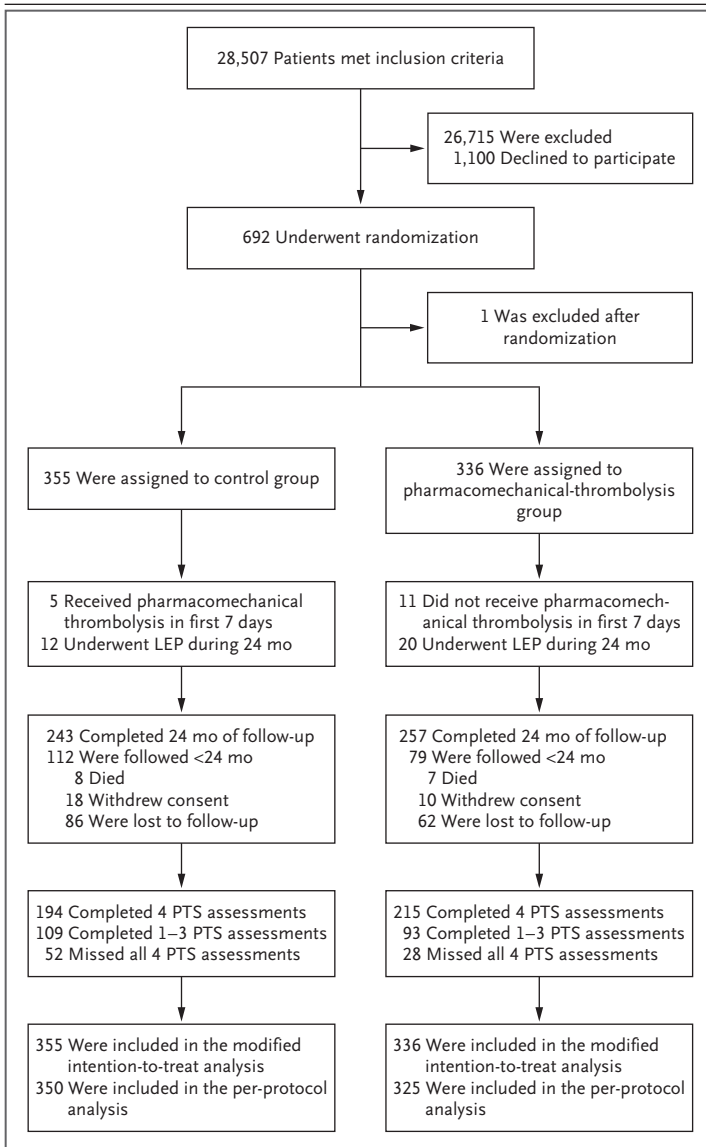 28,507 Patients met inclusion criteria
26,715 Were excluded
1,100 Declined to participate
692 Underwent randomization
1 Was excluded after
randomization
355 Were assigned to control group
336 Were assigned to
pharmacomechanical-thrombolysis
group
5 Received pharmacomechanical
thrombolysis in first 7 days
12 Underwent LEP during 24 mo
11 Did not receive pharmacomech-
anical thrombolysis in first 7 days
20 Underwent LEP during 24 mo
243 Completed 24 mo of follow-up
112 Were followed <24 mo
8 Died
18 Withdrew consent
86 Were lost to follow-up
257 Completed 24 mo of follow-up
79 Were followed <24 mo
7 Died
10 Withdrew consent
62 Were lost to follow-up
194 Completed 4 PTS assessments
109 Completed 1–3 PTS assessments
52 Missed all 4 PTS assessments
215 Completed 4 PTS assessments
93 Completed 1–3 PTS assessments
28 Missed all 4 PTS assessments
355 Were included in the modified
intention-to-treat analysis
350 Were included in the per-protocol
analysis
336 Were included in the modified
intention-to-treat analysis
325 Were included in the per-protocol
analysis